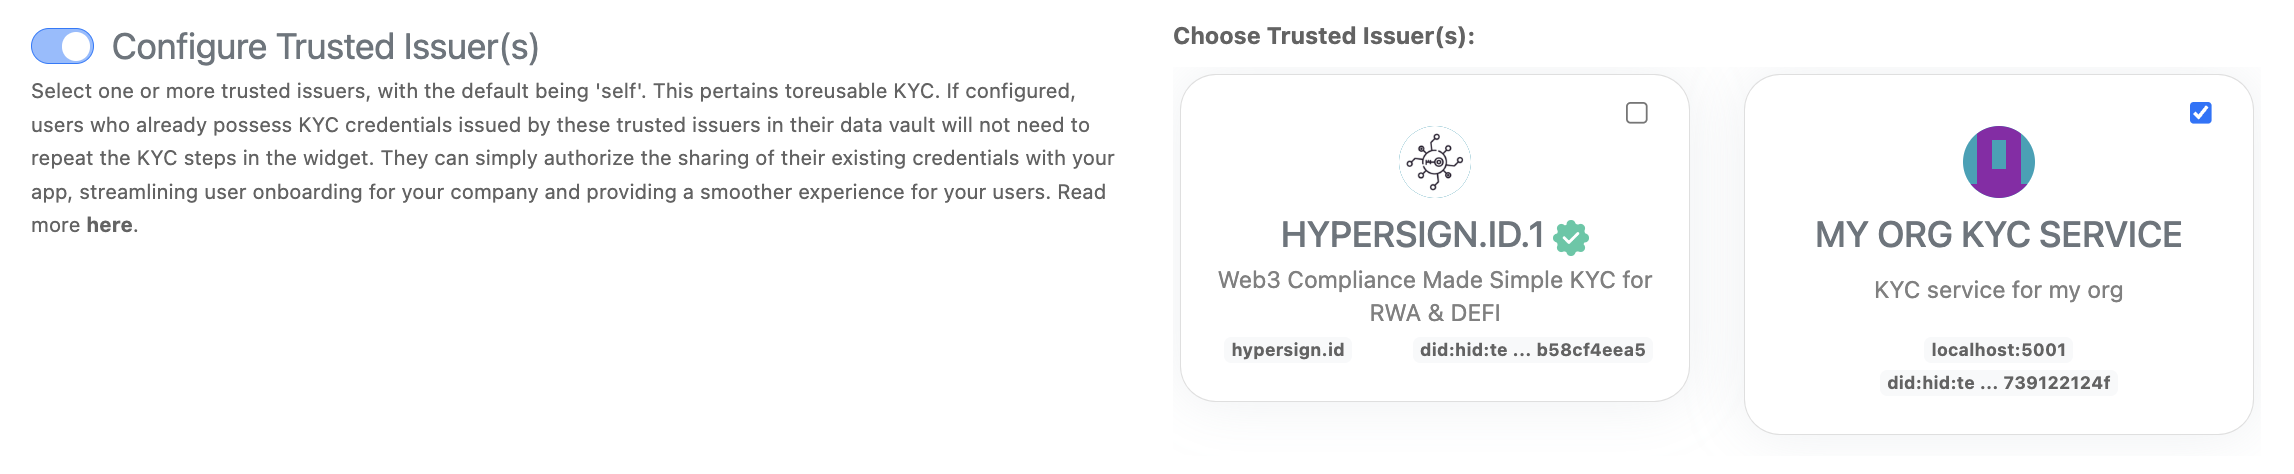 Configure Trusted Issuer(s)
Select one or more trusted issuers, with the default being 'self'. This pertains toreusable KYC. If configured,
users who already possess KYC credentials issued by these trusted issuers in their data vault will not need to
repeat the KYC steps in the widget. They can simply authorize the sharing of their existing credentials with your
app, streamlining user onboarding for your company and providing a smoother experience for your users. Read
more here.
Choose Trusted Issuer(s):
HYPERSIGN.ID.1
Web3 Compliance Made Simple KYC for
RWA & DEFI
hypersign.id
did:hid:te ... b58cf4eea5
MY ORG KYC SERVICE
KYC service for my org
localhost:5001
did:hid:te ... 739122124f